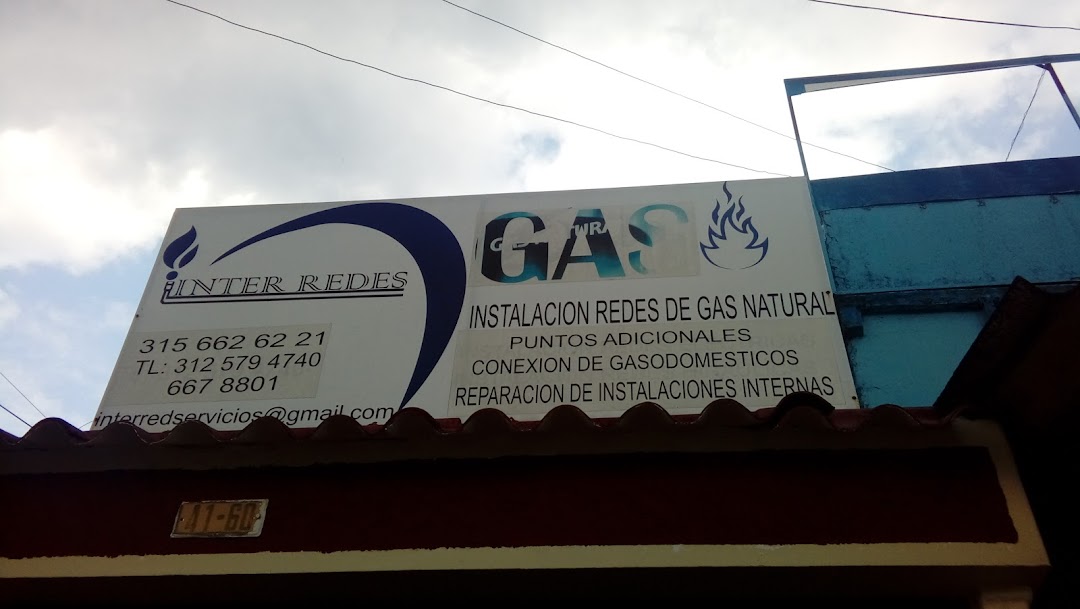 INTER REDES
315 662 62 21
TL: 312 579 4740
667 8801
interredservicios@gmail.com
GAS
INSTALACION REDES DE GAS NATURAL
PUNTOS ADICIONALES
CONEXION DE GASODOMESTICOS
REPARACION DE INSTALACIONES INTERNAS
41-60